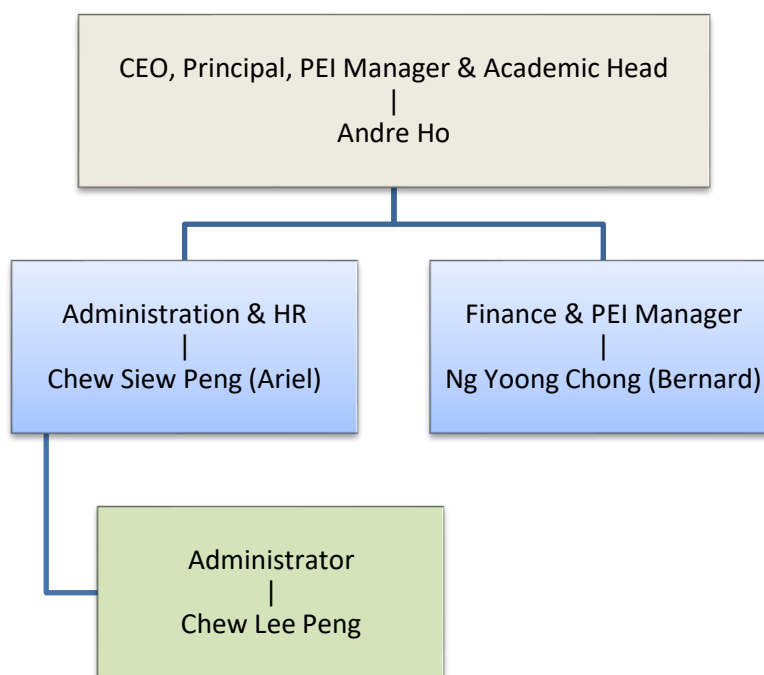 CEO, Principal, PEI Manager & Academic Head
|
Andre Ho
Administration & HR
|
Chew Siew Peng (Ariel)
Finance & PEI Manager
|
Ng Yoong Chong (Bernard)
Administrator
|
Chew Lee Peng